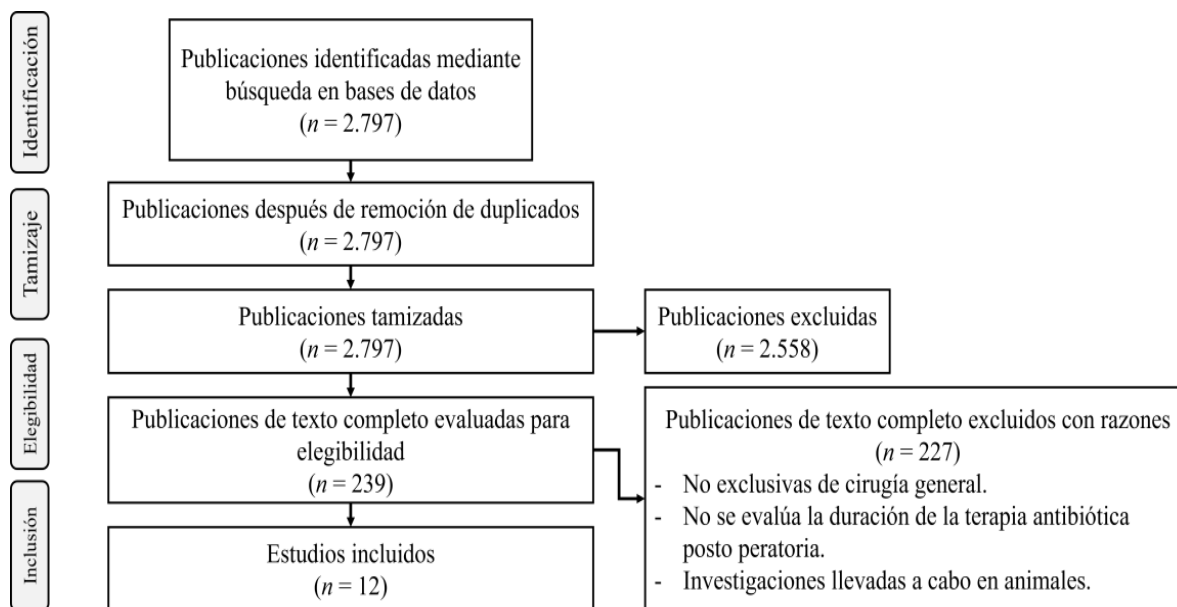 Identificación
Publicaciones identificadas mediante
búsqueda en bases de datos
(n = 2.797)
Tamizaje
Publicaciones después de remoción de duplicados
(n = 2.797)
Publicaciones tamizadas
(n = 2.797)
Publicaciones excluidas
(n = 2.558)
Elegibilidad
Publicaciones de texto completo evaluadas para
elegibilidad
(n = 239)
Publicaciones de texto completo excluidos con razones
(n = 227)
- No exclusivas de cirugía general.
- No se evalúa la duración de la terapia antibiótica
posto peratoria.
- Investigaciones llevadas a cabo en animales.
Inclusión
Estudios incluidos
(n = 12)